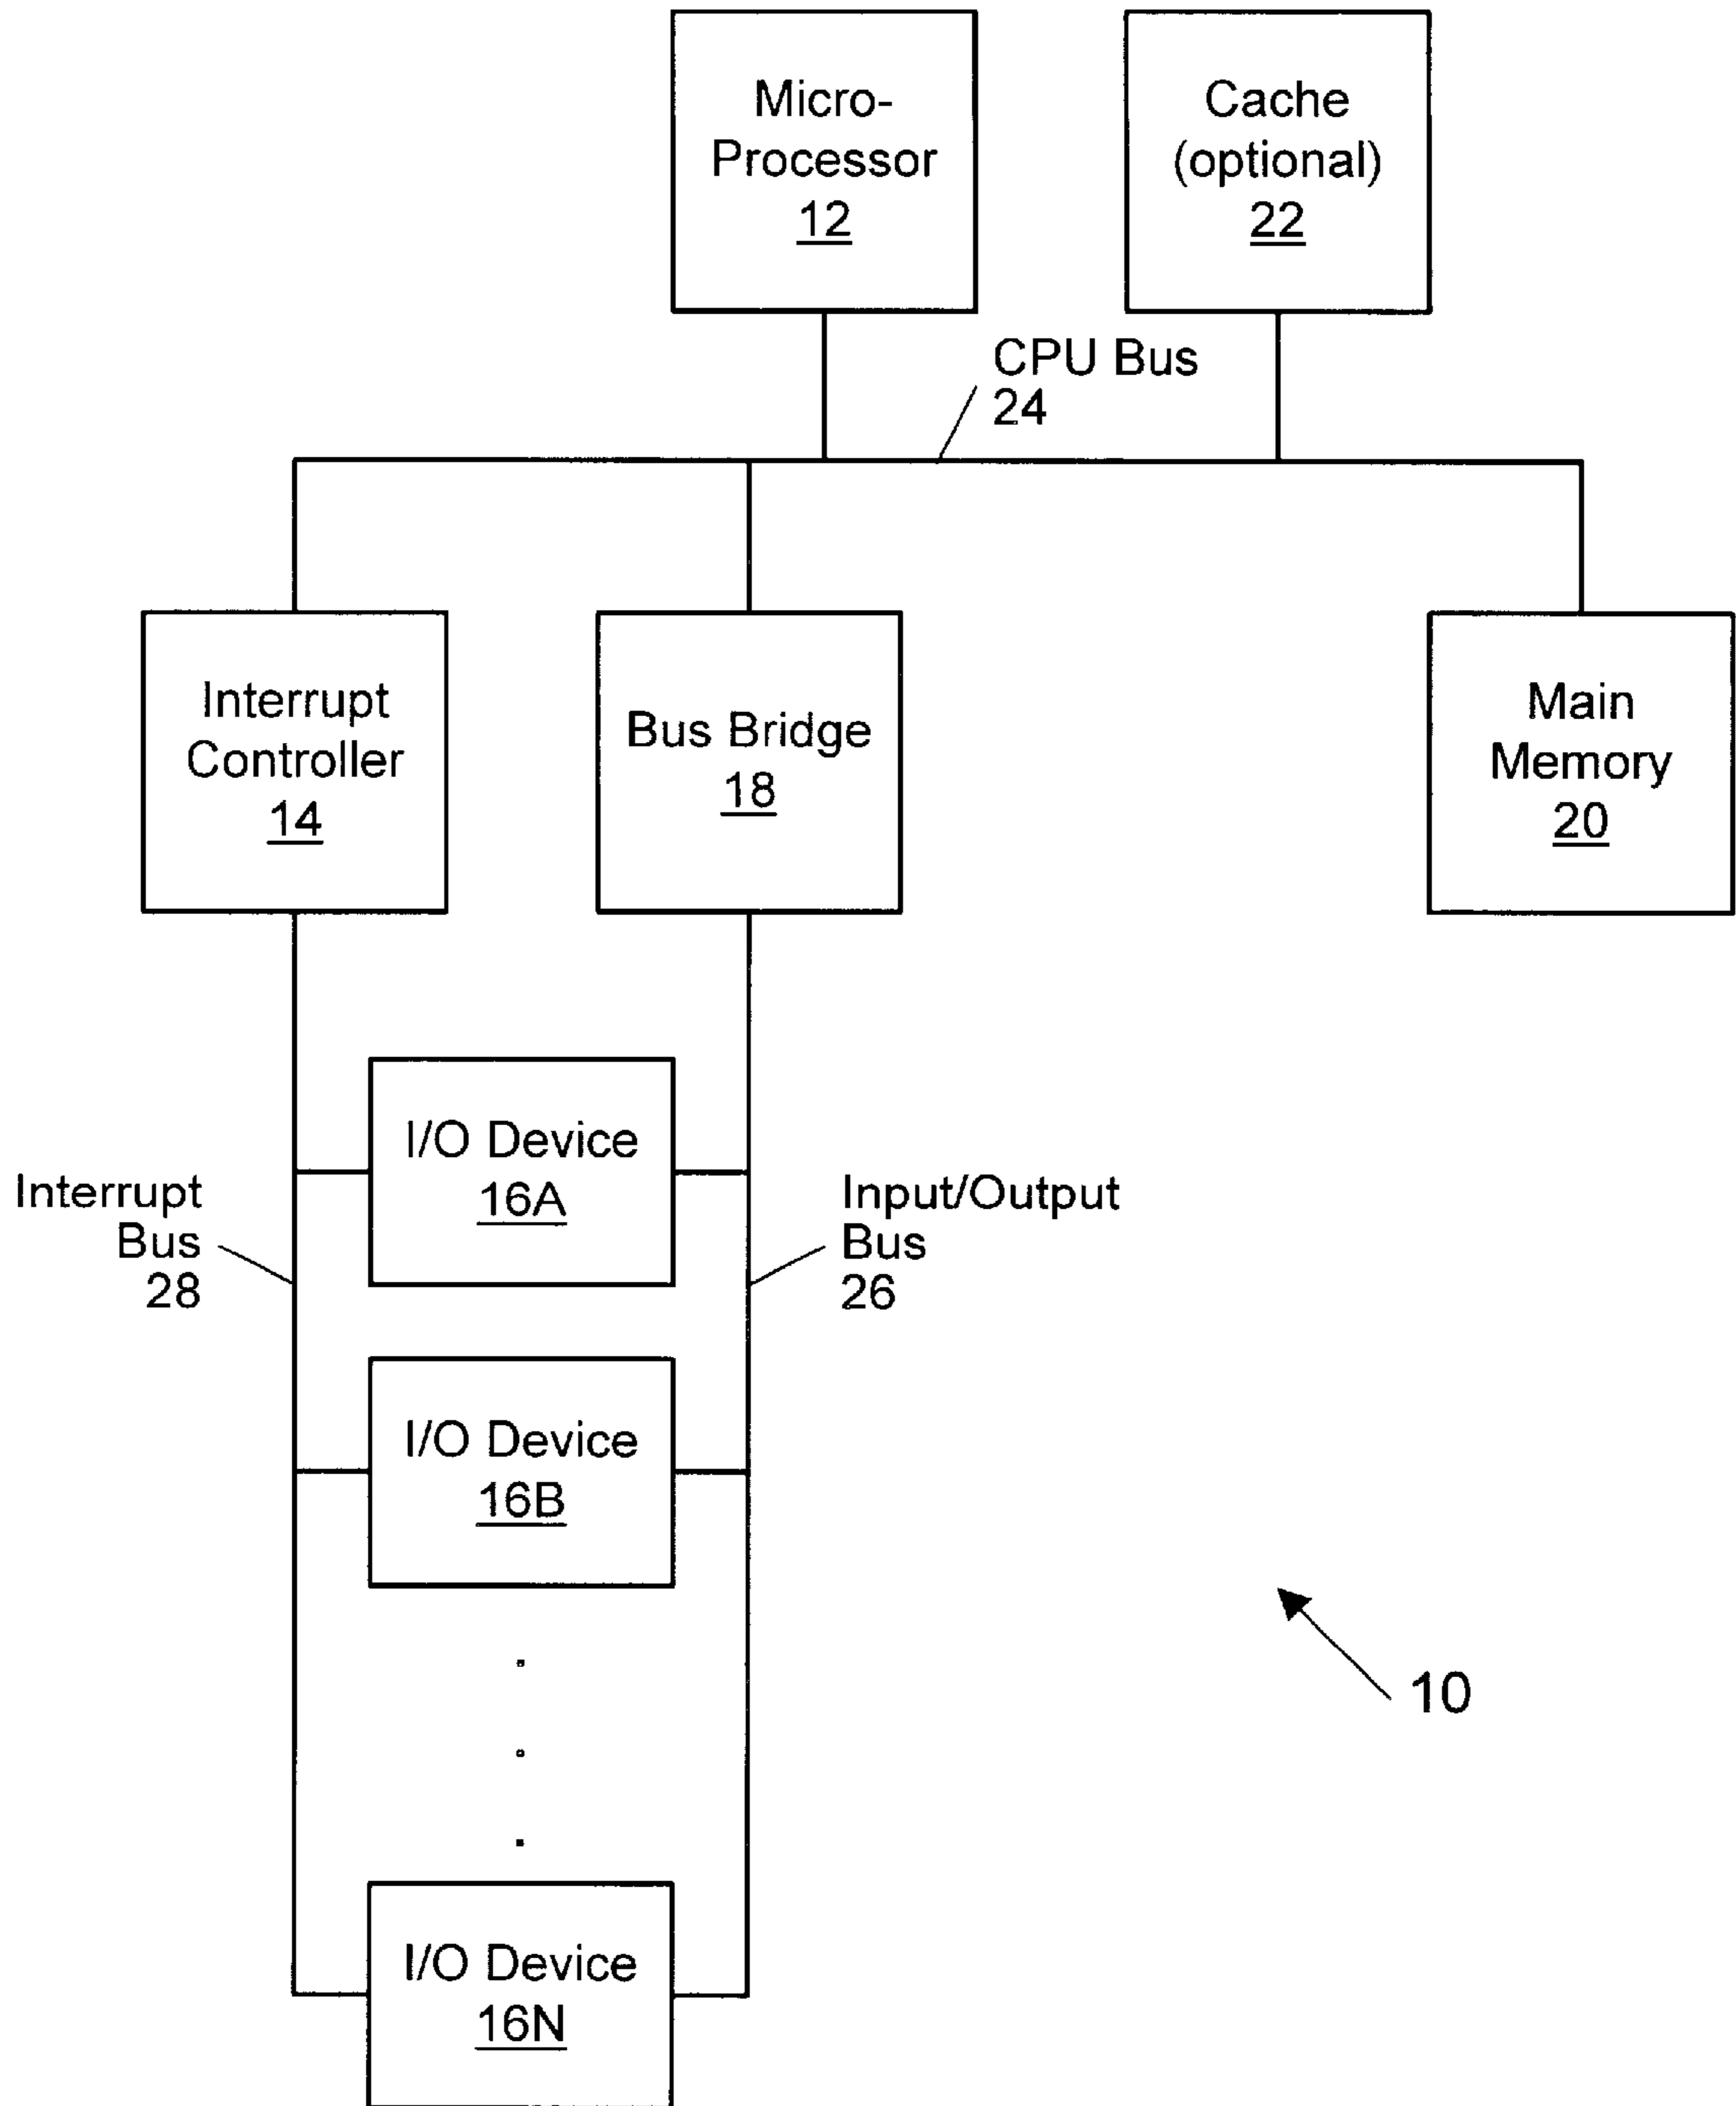 Micro-
Processor
12
Cache
(optional)
22
CPU Bus
24
Interrupt
Controller
14
Bus Bridge
18
Main
Memory
20
I/O Device
16A
Interrupt
Bus
28
Input/Output
Bus
26
I/O Device
16B
10
I/O Device
16N